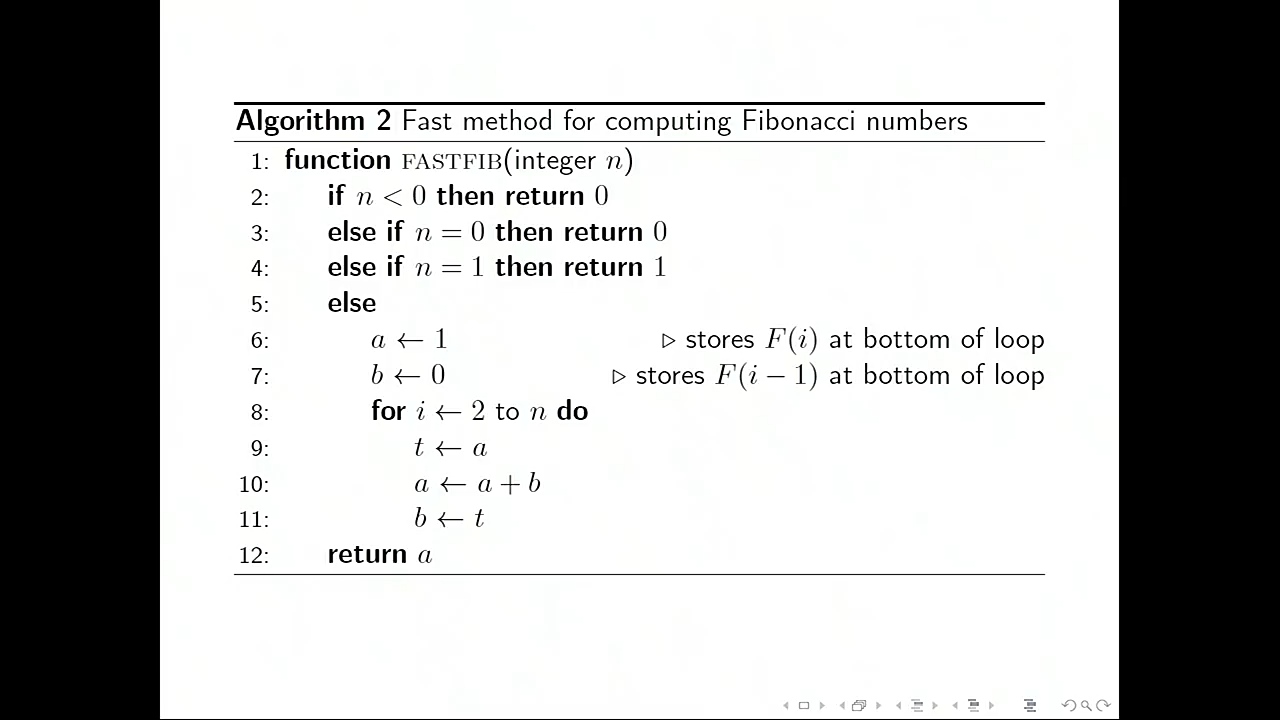 Algorithm 2 Fast method for computing Fibonacci numbers
1: function FASTFIB(integer n)
2: if n < 0 then return 0
3: else if n = 0 then return 0
4: else if n = 1 then return 1
5: else
6: a ← 1 ▷ stores F(i) at bottom of loop
7: b ← 0 ▷ stores F(i − 1) at bottom of loop
8: for i ← 2 to n do
9: t ← a
10: a ← a + b
11: b ← t
12: return a